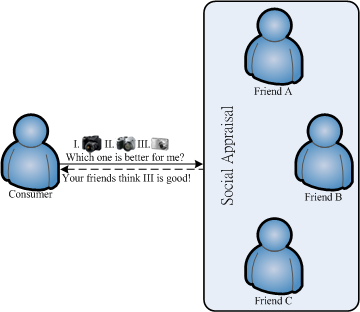 I. II. III.
Which one is better for me?
Your friends think III is good!
Consumer
Social Appraisal
Friend A
Friend B
Friend C